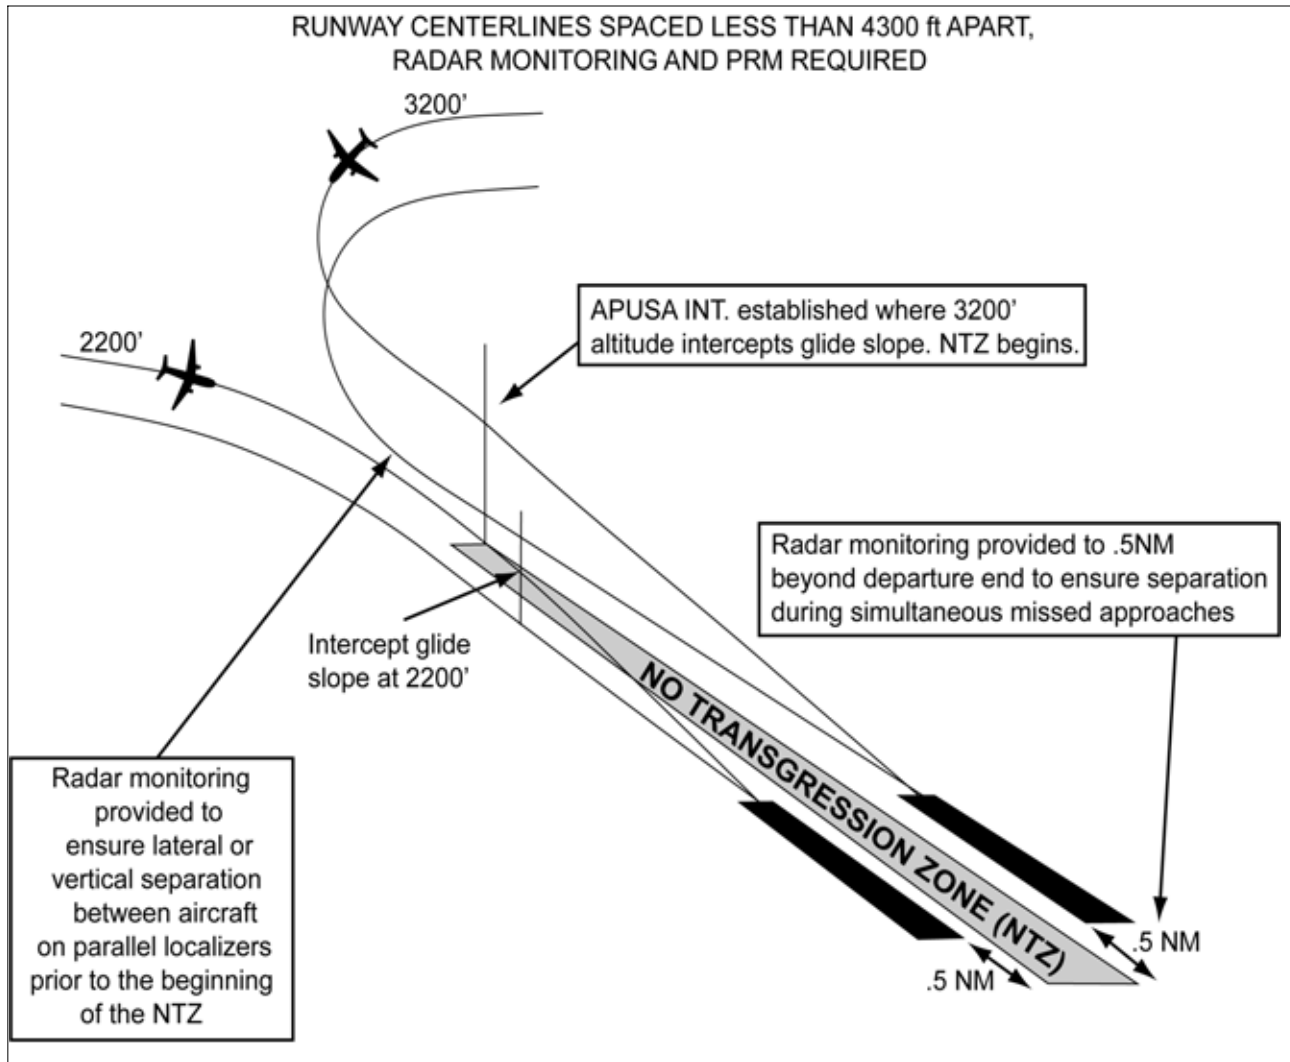 RUNWAY CENTERLINES SPACED LESS THAN 4300 ft APART,
RADAR MONITORING AND PRM REQUIRED
3200'
2200'
APUSA INT. established where 3200'
altitude intercepts glide slope. NTZ begins.
Radar monitoring provided to .5NM
beyond departure end to ensure separation
during simultaneous missed approaches
Intercept glide
slope at 2200'
NO TRANSGRESSION ZONE (NTZ)
Radar monitoring
provided to
ensure lateral or
vertical separation
between aircraft
on parallel localizers
prior to the beginning
of the NTZ
.5 NM
.5 NM